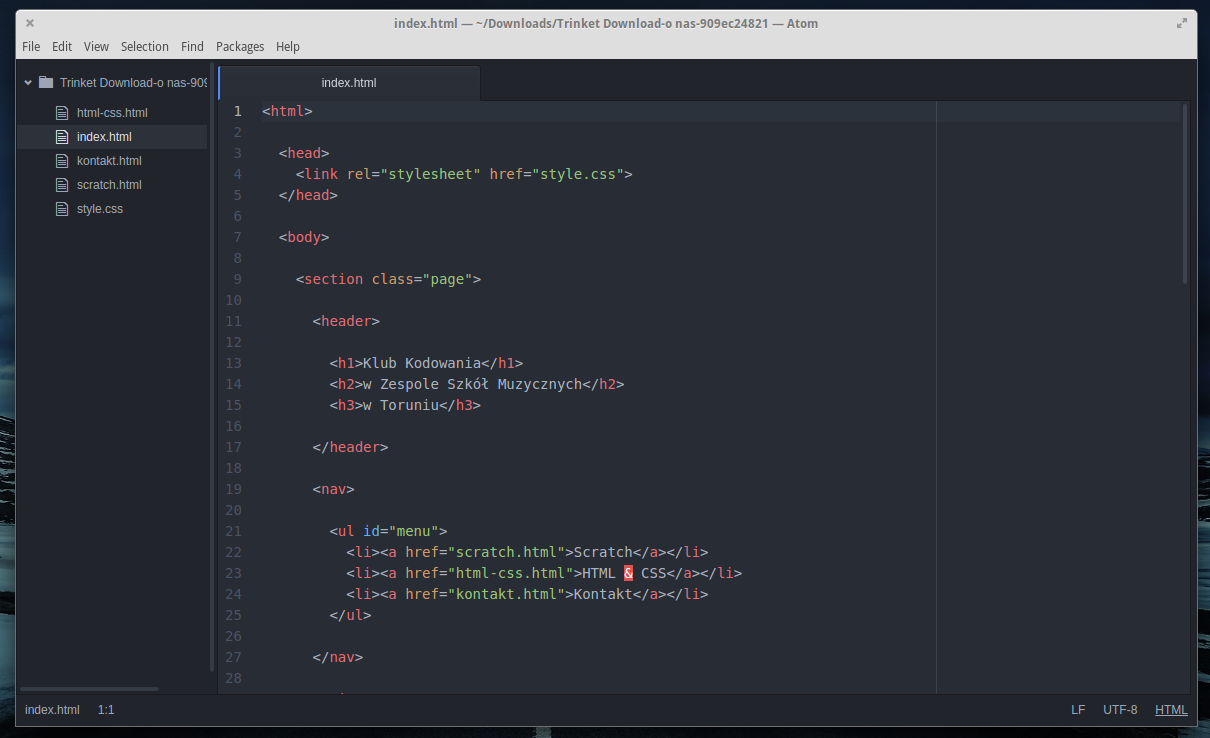 index.html — ~/Downloads/Trinket Download-o nas-909ec24821 — Atom
File Edit View Selection Find Packages Help
Trinket Download-o nas-909
html-css.html
index.html
kontakt.html
scratch.html
style.css
index.html
1 <html>
2
3 <head>
4 <link rel="stylesheet" href="style.css">
5 </head>
6
7 <body>
8
9 <section class="page">
10
11 <header>
12
13 <h1>Klub Kodowania</h1>
14 <h2>w Zespole Szkół Muzycznych</h2>
15 <h3>w Toruniu</h3>
16
17 </header>
18
19 <nav>
20
21 <ul id="menu">
22 <li><a href="scratch.html">Scratch</a></li>
23 <li><a href="html-css.html">HTML & CSS</a></li>
24 <li><a href="kontakt.html">Kontakt</a></li>
25 </ul>
26
27 </nav>
28
index.html 1:1 LF UTF-8 HTML